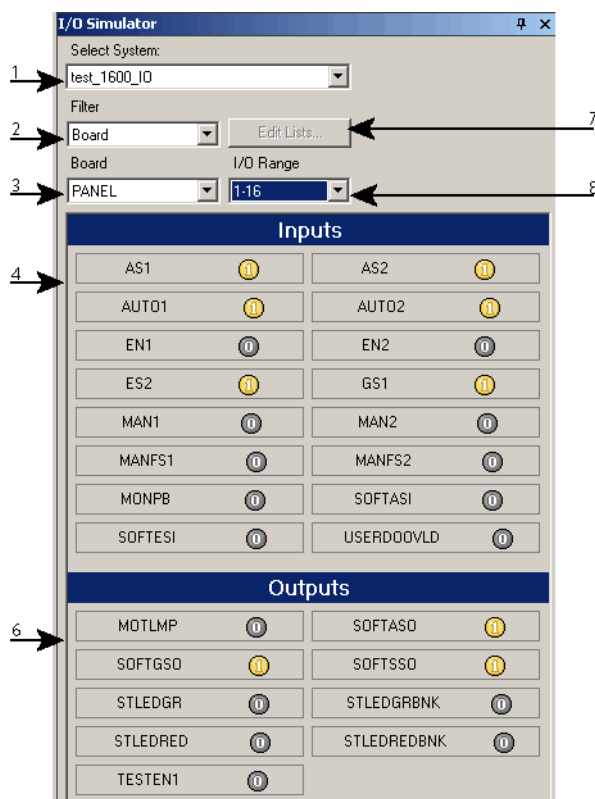 I/O Simulator
Select System:
1
test_1600_IO
Filter
2
Board
Edit Lists...
7
Board
I/O Range
3
PANEL
1-16
8
Inputs
4
AS1 1
AS2 1
AUTO1 1
AUTO2 1
EN1 0
EN2 0
ES2 1
GS1 1
MAN1 0
MAN2 0
MANFS1 0
MANFS2 0
MONPB 0
SOFTASI 0
SOFTESI 0
USERDOOVLD 0
Outputs
6
MOTLMP 0
SOFTASO 1
SOFTGSO 1
SOFTSSO 1
STLEDGR 0
STLEDGRBNK 0
STLEDRED 0
STLEDREDBNK 0
TESTEN1 0